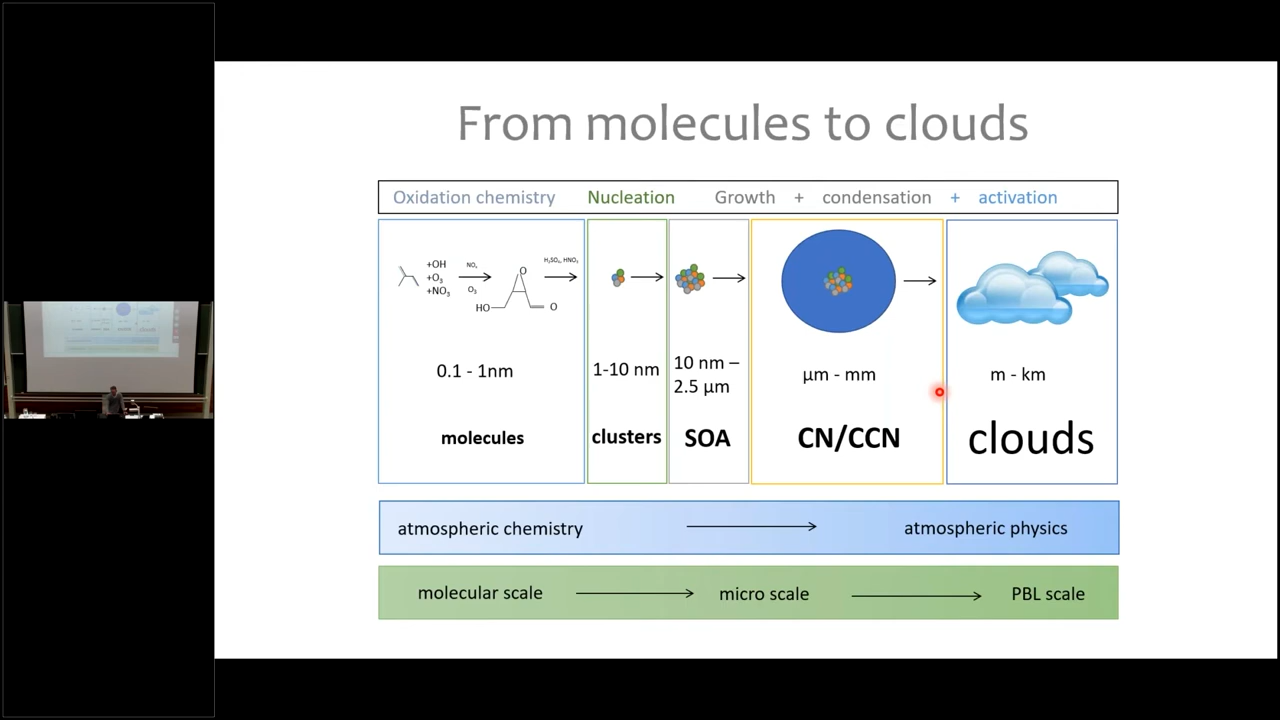 From molecules to clouds
Oxidation chemistry Nucleation Growth + condensation + activation
+OH
+O₃
+NO₃
NOₓ
O₃
HO
O
O
H₂SO₄, HNO₃
0.1 - 1nm
molecules
1-10 nm
clusters
10 nm –
2.5 µm
SOA
µm - mm
CN/CCN
m - km
clouds
atmospheric chemistry atmospheric physics
molecular scale micro scale PBL scale